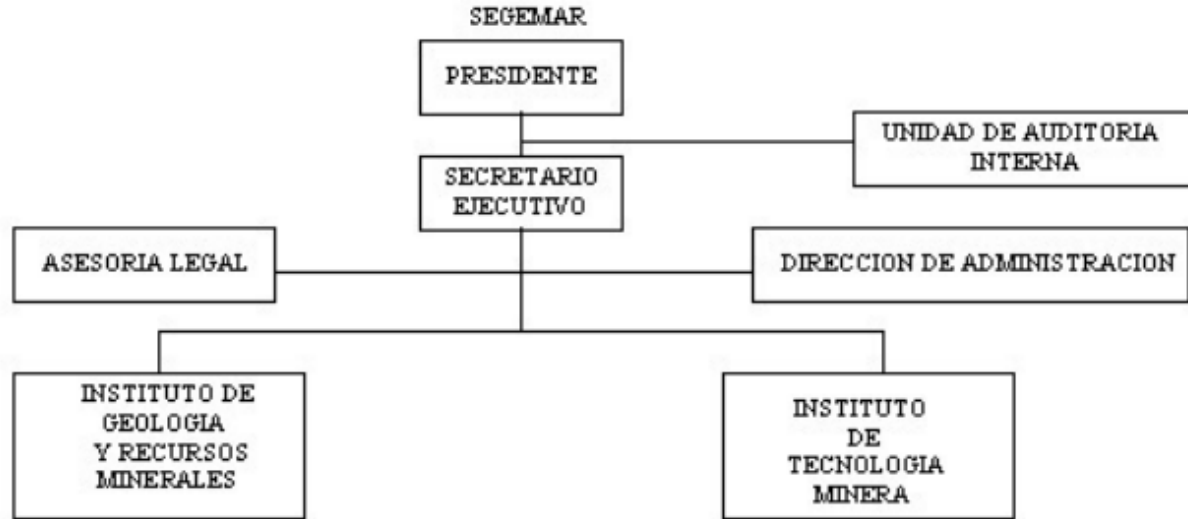 SEGEMAR
PRESIDENTE
UNIDAD DE AUDITORIA
INTERNA
SECRETARIO
EJECUTIVO
ASESORIA LEGAL
DIRECCION DE ADMINISTRACION
INSTITUTO DE
GEOLOGIA
Y RECURSOS
MINERALES
INSTITUTO
DE
TECNOLOGIA
MINERA